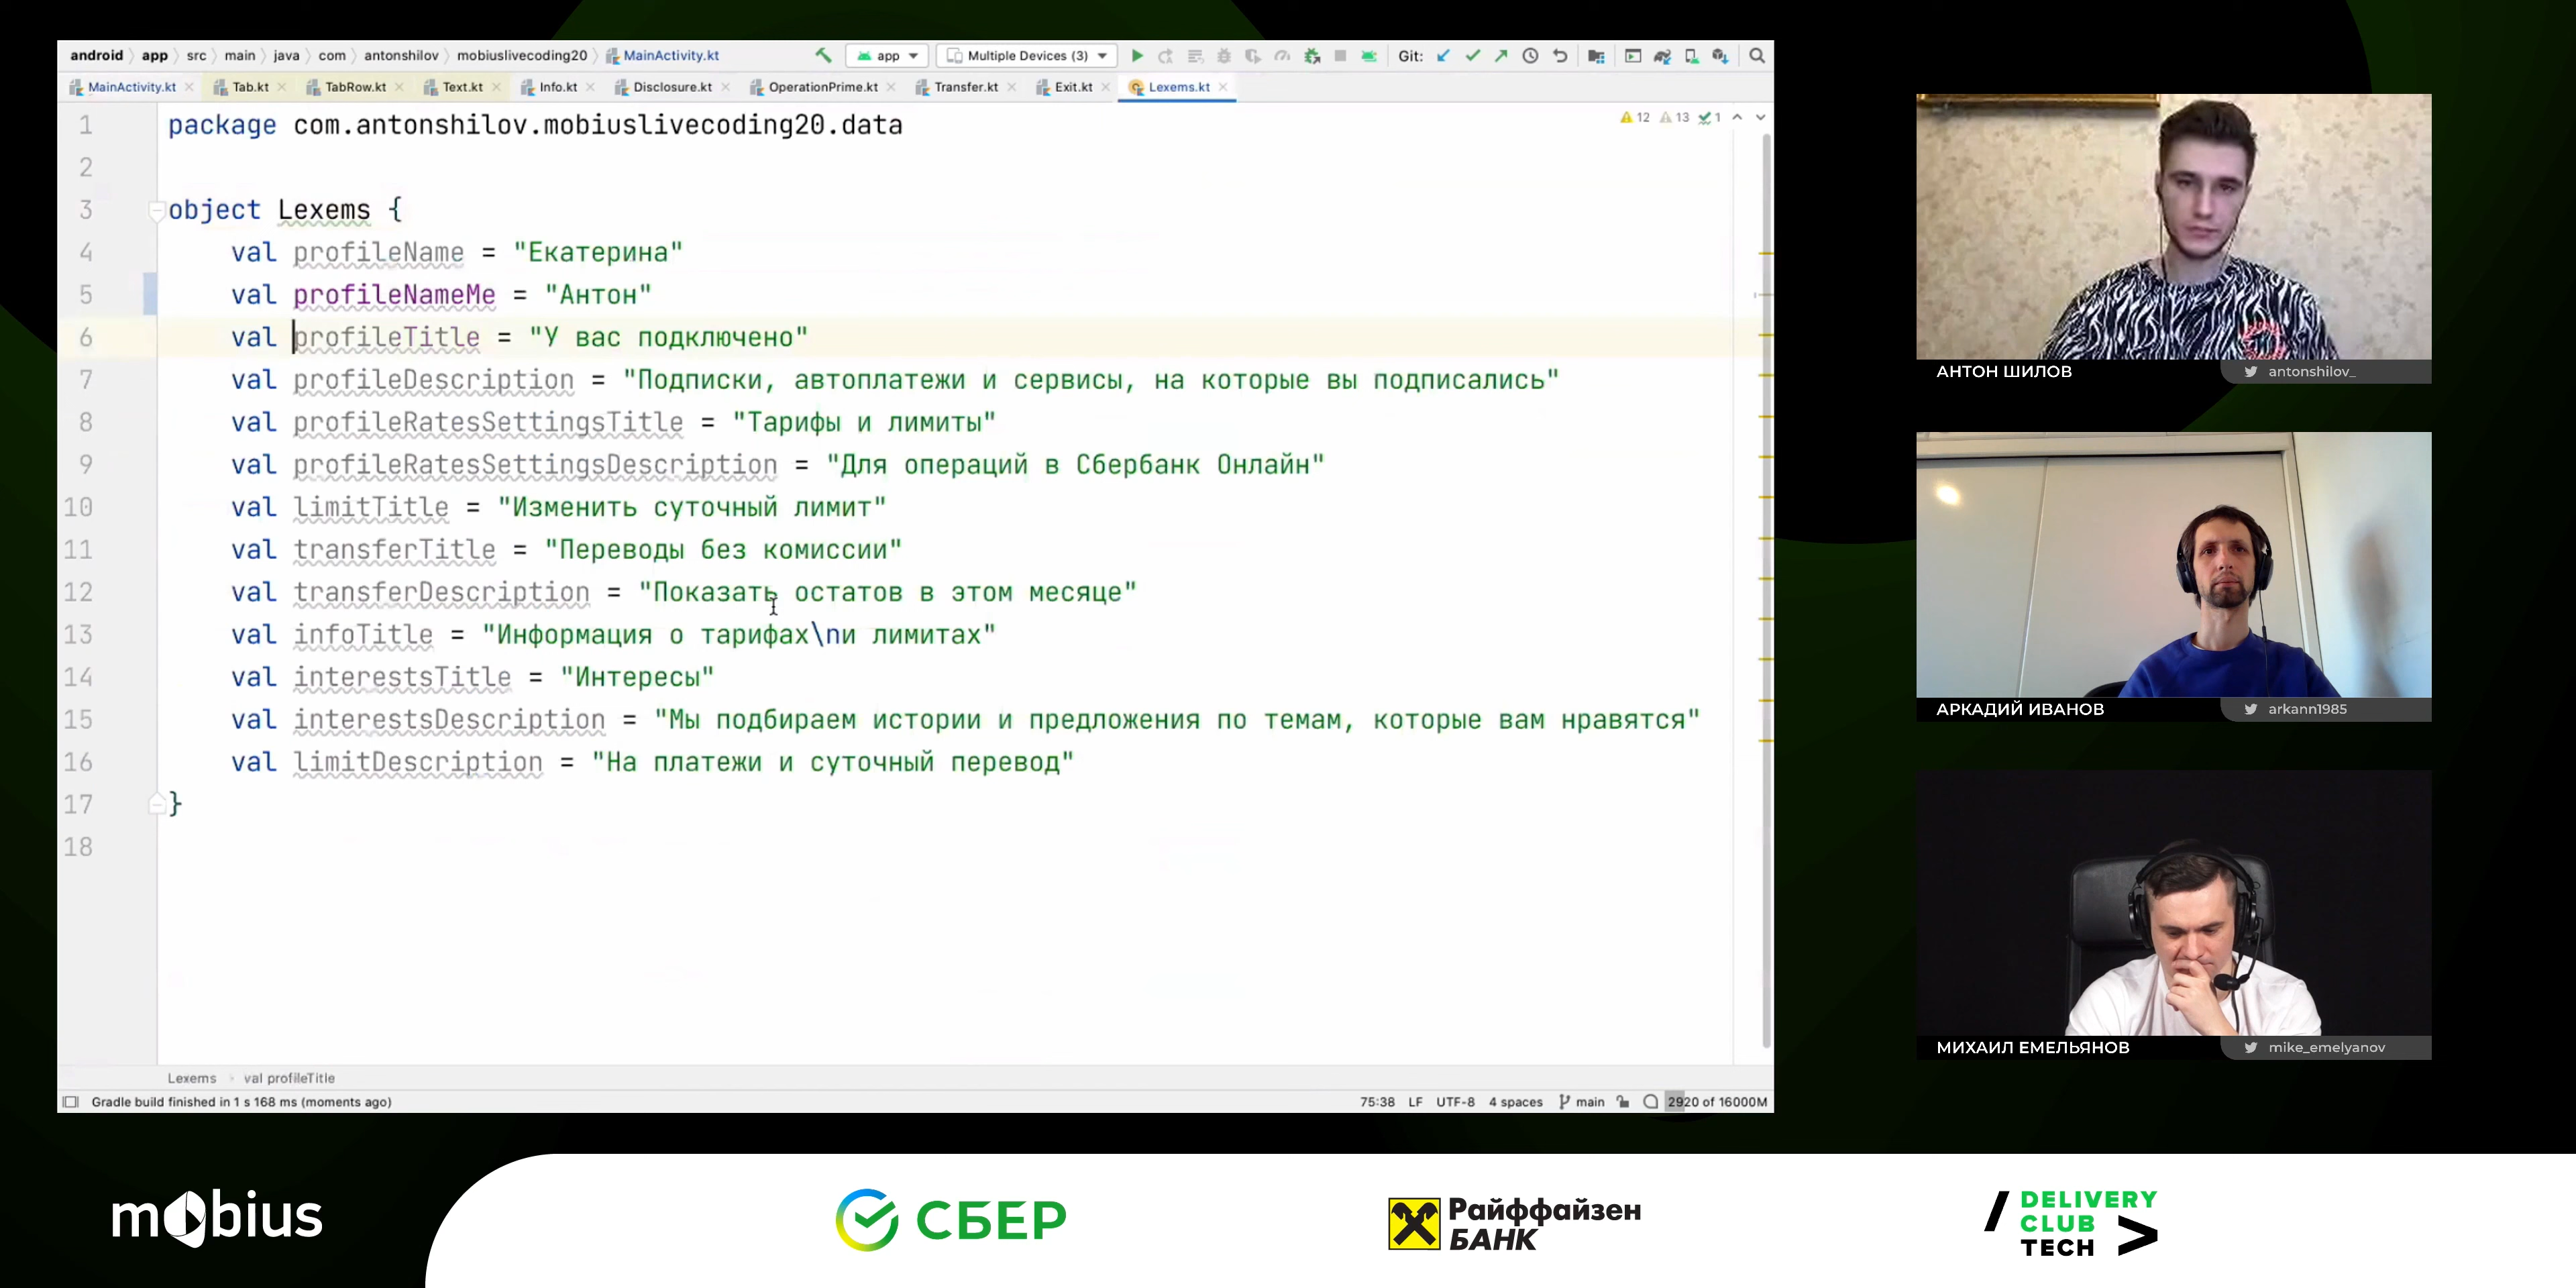 android app src main java com antonshilov mobiuslivecoding20 MainActivity.kt app Multiple Devices (3) Git:
MainActivity.kt Tab.kt TabRow.kt Text.kt Info.kt Disclosure.kt OperationPrime.kt Transfer.kt Exit.kt Lexems.kt
12 13 1
1 package com.antonshilov.mobiuslivecoding20.data
2
3 object Lexems {
4 val profileName = "Екатерина"
5 val profileNameMe = "Антон"
6 val profileTitle = "У вас подключено"
7 val profileDescription = "Подписки, автоплатежи и сервисы, на которые вы подписались"
8 val profileRatesSettingsTitle = "Тарифы и лимиты"
9 val profileRatesSettingsDescription = "Для операций в Сбербанк Онлайн"
10 val limitTitle = "Изменить суточный лимит"
11 val transferTitle = "Переводы без комиссии"
12 val transferDescription = "Показать остатов в этом месяце"
13 val infoTitle = "Информация о тарифах\nи лимитах"
14 val interestsTitle = "Интересы"
15 val interestsDescription = "Мы подбираем истории и предложения по темам, которые вам нравятся"
16 val limitDescription = "На платежи и суточный перевод"
17 }
18
Lexems val profileTitle
Gradle build finished in 1 s 168 ms (moments ago) 75:38 LF UTF-8 4 spaces main 2920 of 16000M
АНТОН ШИЛОВ antonshilov_
АРКАДИЙ ИВАНОВ arkann1985
МИХАИЛ ЕМЕЛЬЯНОВ mike_emelyanov
mobius
СБЕР
Райффайзен
БАНК
DELIVERY
CLUB
TECH